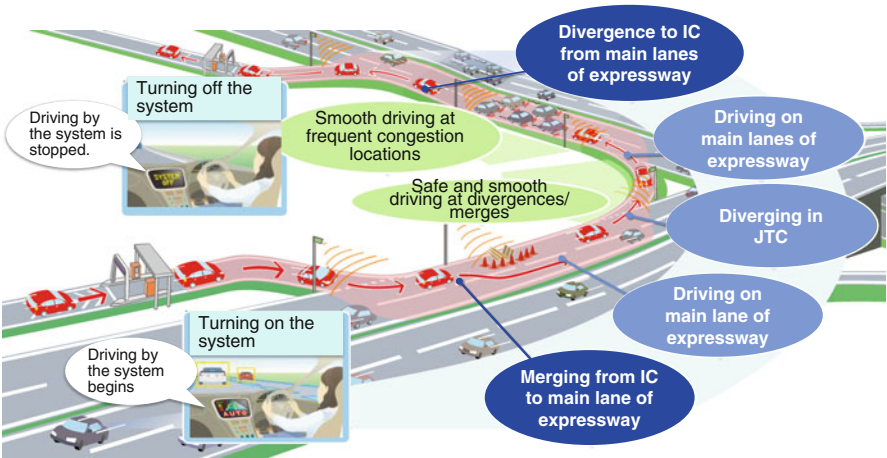 Divergence to IC
from main lanes
of expressway
Turning off the
system
Driving by
the system is
stopped.
SYSTEM
OFF
Smooth driving at
frequent congestion
locations
Driving on
main lanes of
expressway
Safe and smooth
driving at divergences/
merges
Diverging in
JTC
Driving on
main lane of
expressway
Turning on the
system
Driving by
the system
begins
AUTO
Merging from IC
to main lane of
expressway